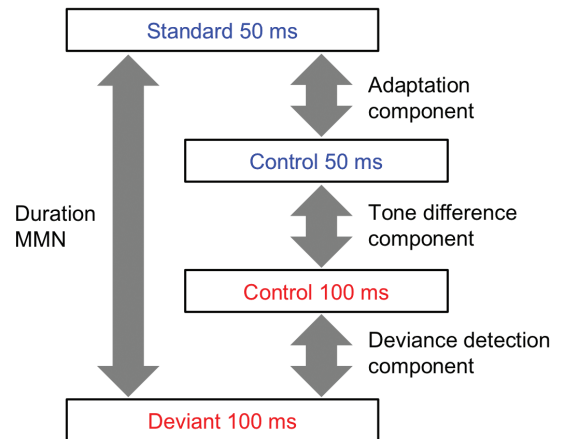 Standard 50 ms
Adaptation
component
Control 50 ms
Duration
MMN
Tone difference
component
Control 100 ms
Deviance detection
component
Deviant 100 ms